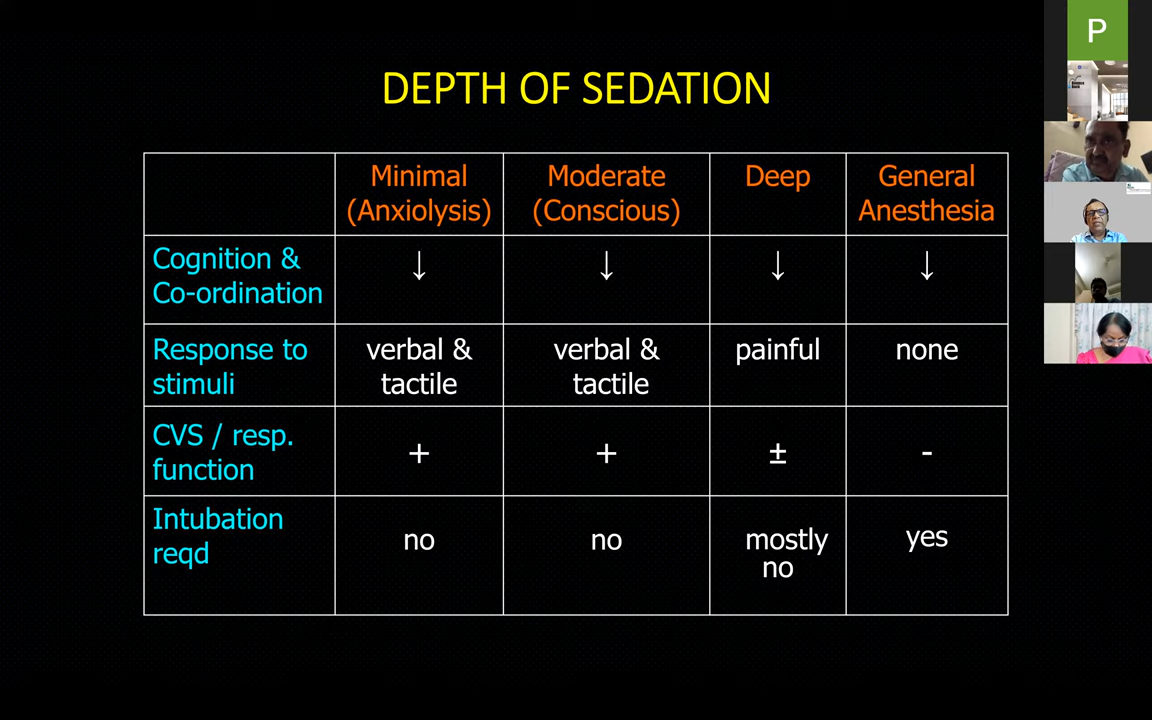 DEPTH OF SEDATION
Minimal
(Anxiolysis)
Moderate
(Conscious)
Deep
General
Anesthesia
Cognition &
Co-ordination
↓
↓
↓
↓
Response to
stimuli
verbal &
tactile
verbal &
tactile
painful
none
CVS / resp.
function
+
+
±
-
Intubation
reqd
no
no
mostly
no
yes
P